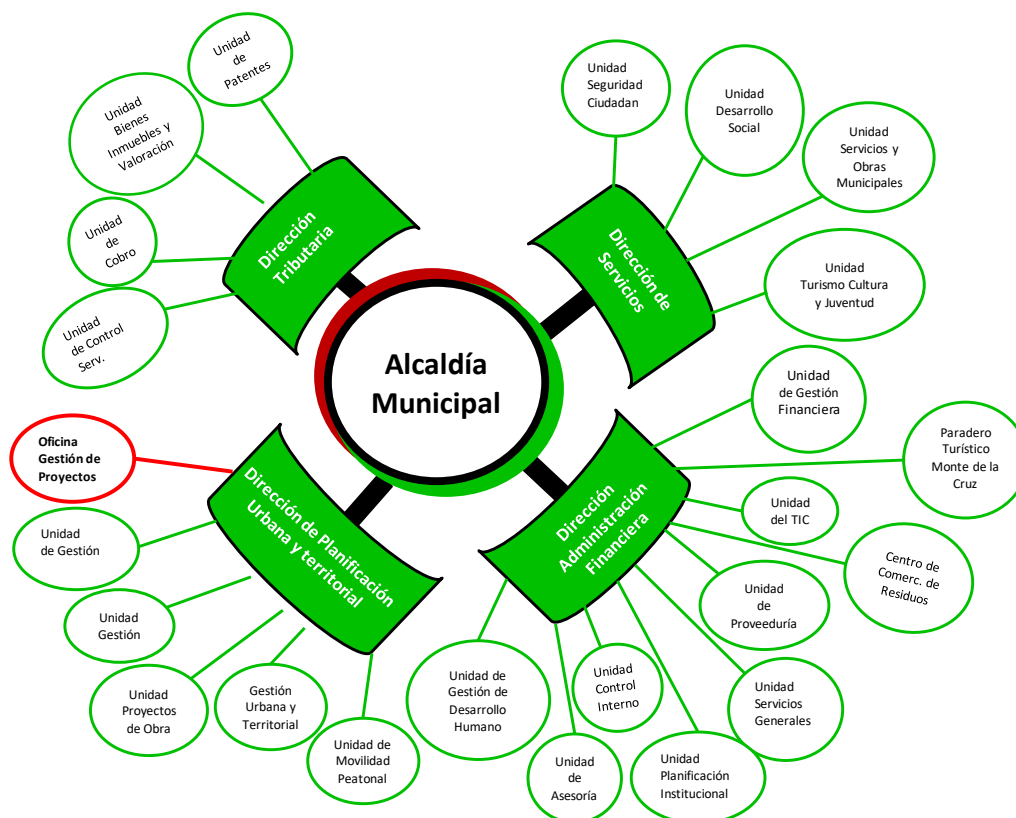 Unidad
de
Patentes
Unidad
Bienes
Inmuebles y
Valoración
Unidad
de
Cobro
Unidad
de Control
Serv.
Dirección
Tributaria
Unidad
Seguridad
Ciudadan
Unidad
Desarrollo
Social
Unidad
Servicios y
Obras
Municipales
Unidad
Turismo Cultura
y Juventud
Dirección de
Servicios
Alcaldía
Municipal
Oficina
Gestión de
Proyectos
Unidad
de Gestión
Unidad
Gestión
Unidad
Proyectos
de Obra
Gestión
Urbana y
Territorial
Unidad de
Movilidad
Peatonal
Dirección de Planificación
Urbana y territorial
Dirección
Administración
Financiera
Unidad
de Gestión
Financiera
Paradero
Turístico
Monte de la
Cruz
Unidad
del TIC
Centro de
Comerc. de
Residuos
Unidad
de
Proveeduría
Unidad
Servicios
Generales
Unidad
Planificación
Institucional
Unidad
Control
Interno
Unidad
de
Asesoría
Unidad de
Gestión de
Desarrollo
Humano